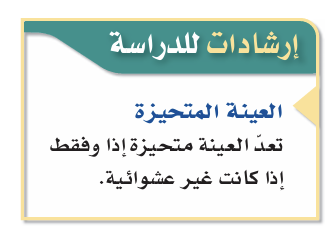 إرشادات للدراسة
العينة المتحيزة
تعدّ العينة متحيزة إذا وفقط
إذا كانت غير عشوائية.